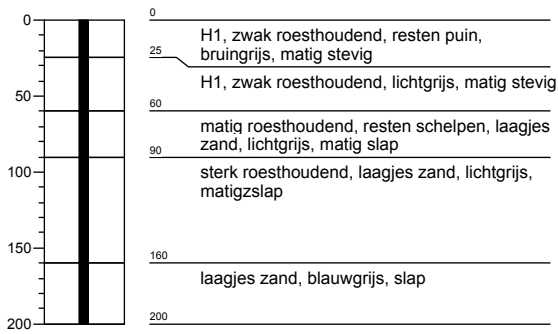 0
0
H1, zwak roesthoudend, resten puin,
bruingrijs, matig stevig
25
H1, zwak roesthoudend, lichtgrijs, matig stevig
50
60
matig roesthoudend, resten schelpen, laagjes
zand, lichtgrijs, matig slap
90
100
sterk roesthoudend, laagjes zand, lichtgrijs,
matigzslap
150
160
laagjes zand, blauwgrijs, slap
200
200